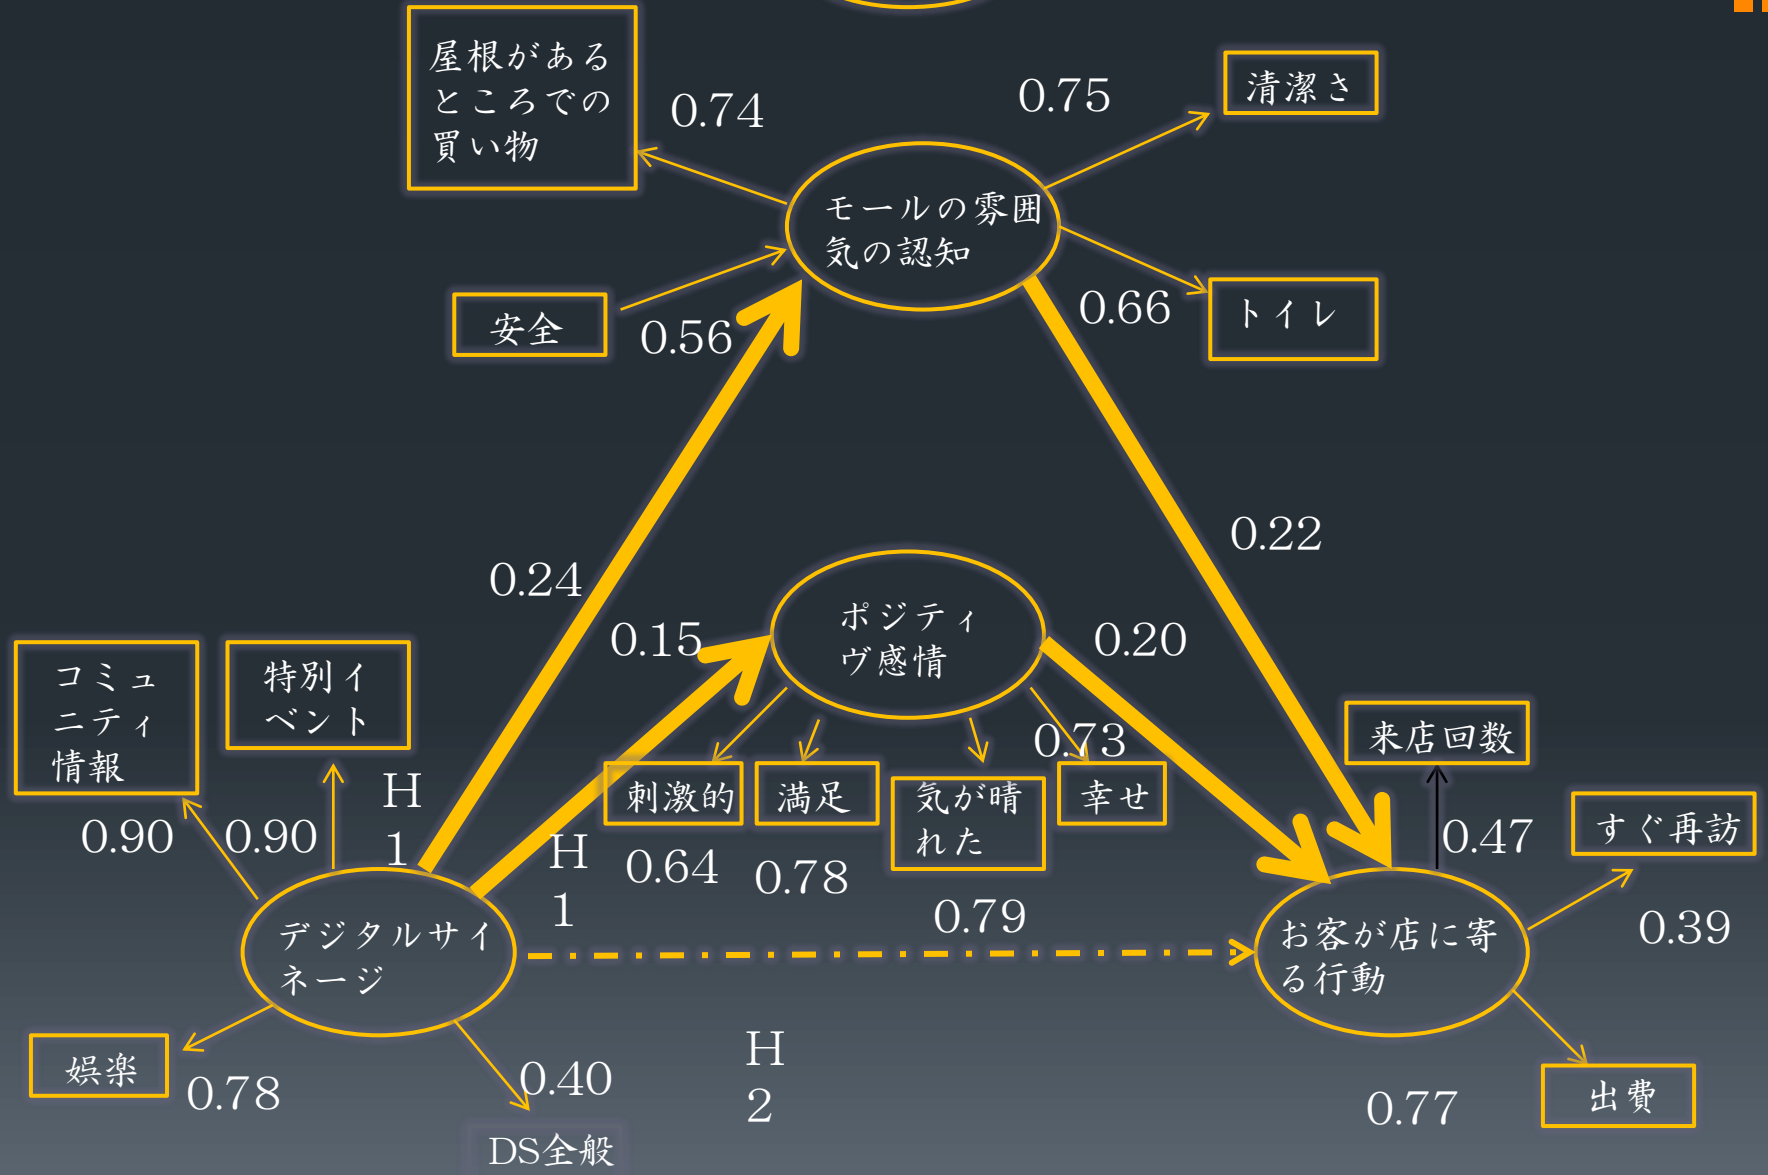 屋根がある
ところでの
買い物
0.74
0.75
清潔さ
モールの雰囲
気の認知
安全
0.56
0.66
トイレ
0.22
0.24
0.15
ポジティ
ヴ感情
0.20
コミュ
ニティ
情報
特別イ
ベント
0.73
来店回数
刺激的
満足
気が晴
れた
幸せ
H
1
0.90
0.90
H
1
0.64
0.78
0.79
0.47
すぐ再訪
0.39
デジタルサイ
ネージ
お客が店に寄
る行動
娯楽
0.78
0.40
H
2
0.77
出費
DS全般